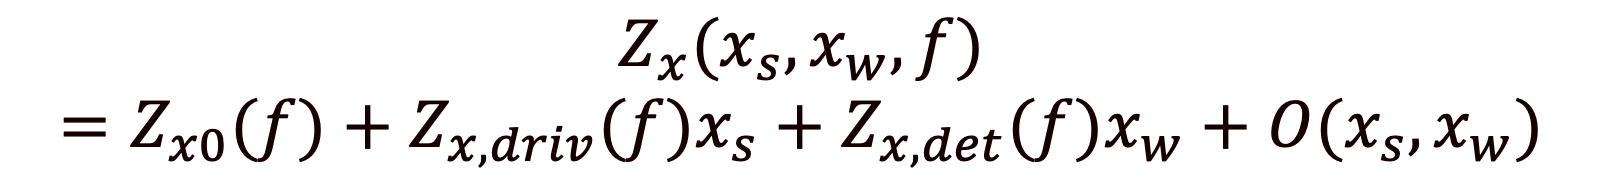 Z_x(x_s, x_w, f)
= Z_{x0}(f) + Z_{x,driv}(f)x_s + Z_{x,det}(f)x_w + O(x_s, x_w)